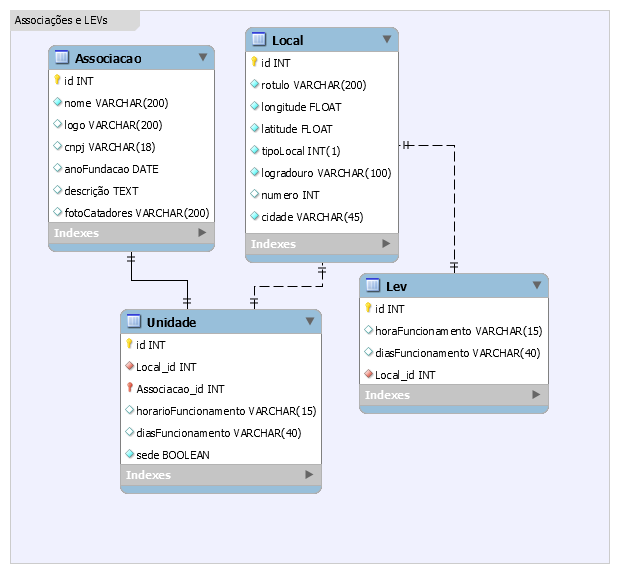 Associações e LEVs
Associacao
id INT
nome VARCHAR(200)
logo VARCHAR(200)
cnpj VARCHAR(18)
anoFundacao DATE
descrição TEXT
fotoCatadores VARCHAR(200)
Indexes
Local
id INT
rotulo VARCHAR(200)
longitude FLOAT
latitude FLOAT
tipoLocal INT(1)
logradouro VARCHAR(100)
numero INT
cidade VARCHAR(45)
Indexes
Unidade
id INT
Local_id INT
Associacao_id INT
horarioFuncionamento VARCHAR(15)
diasFuncionamento VARCHAR(40)
sede BOOLEAN
Indexes
Lev
id INT
horaFuncionamento VARCHAR(15)
diasFuncionamento VARCHAR(40)
Local_id INT
Indexes